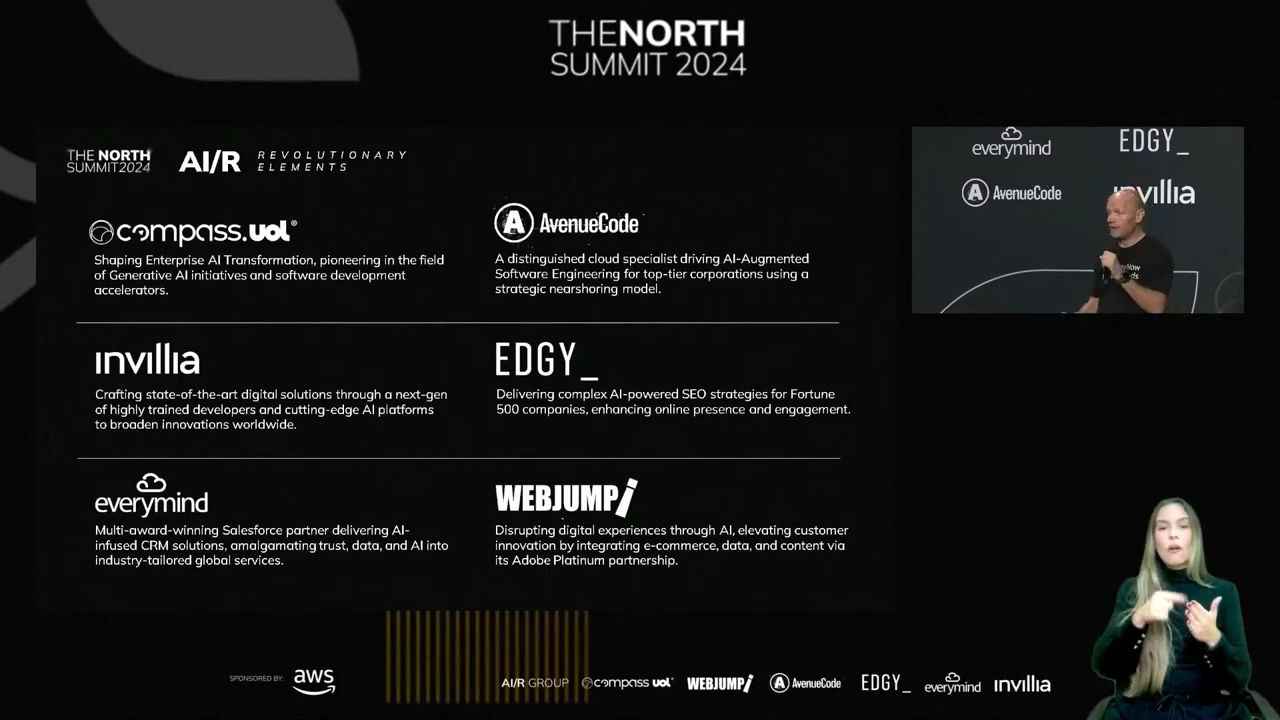 THENORTH
SUMMIT 2024
THE NORTH
SUMMIT2024
AI/R
REVOLUTIONARY
ELEMENTS
compass.uol®
Shaping Enterprise AI Transformation, pioneering in the field
of Generative AI initiatives and software development
accelerators.
A AvenueCode
A distinguished cloud specialist driving AI-Augmented
Software Engineering for top-tier corporations using a
strategic nearshoring model.
invillia
Crafting state-of-the-art digital solutions through a next-gen
of highly trained developers and cutting-edge AI platforms
to broaden innovations worldwide.
EDGY_
Delivering complex AI-powered SEO strategies for Fortune
500 companies, enhancing online presence and engagement.
everymind
Multi-award-winning Salesforce partner delivering AI-
infused CRM solutions, amalgamating trust, data, and AI into
industry-tailored global services.
WEBJUMP!
Disrupting digital experiences through AI, elevating customer
innovation by integrating e-commerce, data, and content via
its Adobe Platinum partnership.
everymind
EDGY_
A AvenueCode
invillia
SPONSORED BY:
aws
AI/R GROUP
compass uol
WEBJUMP!
A AvenueCode
EDGY_
everymind
invillia